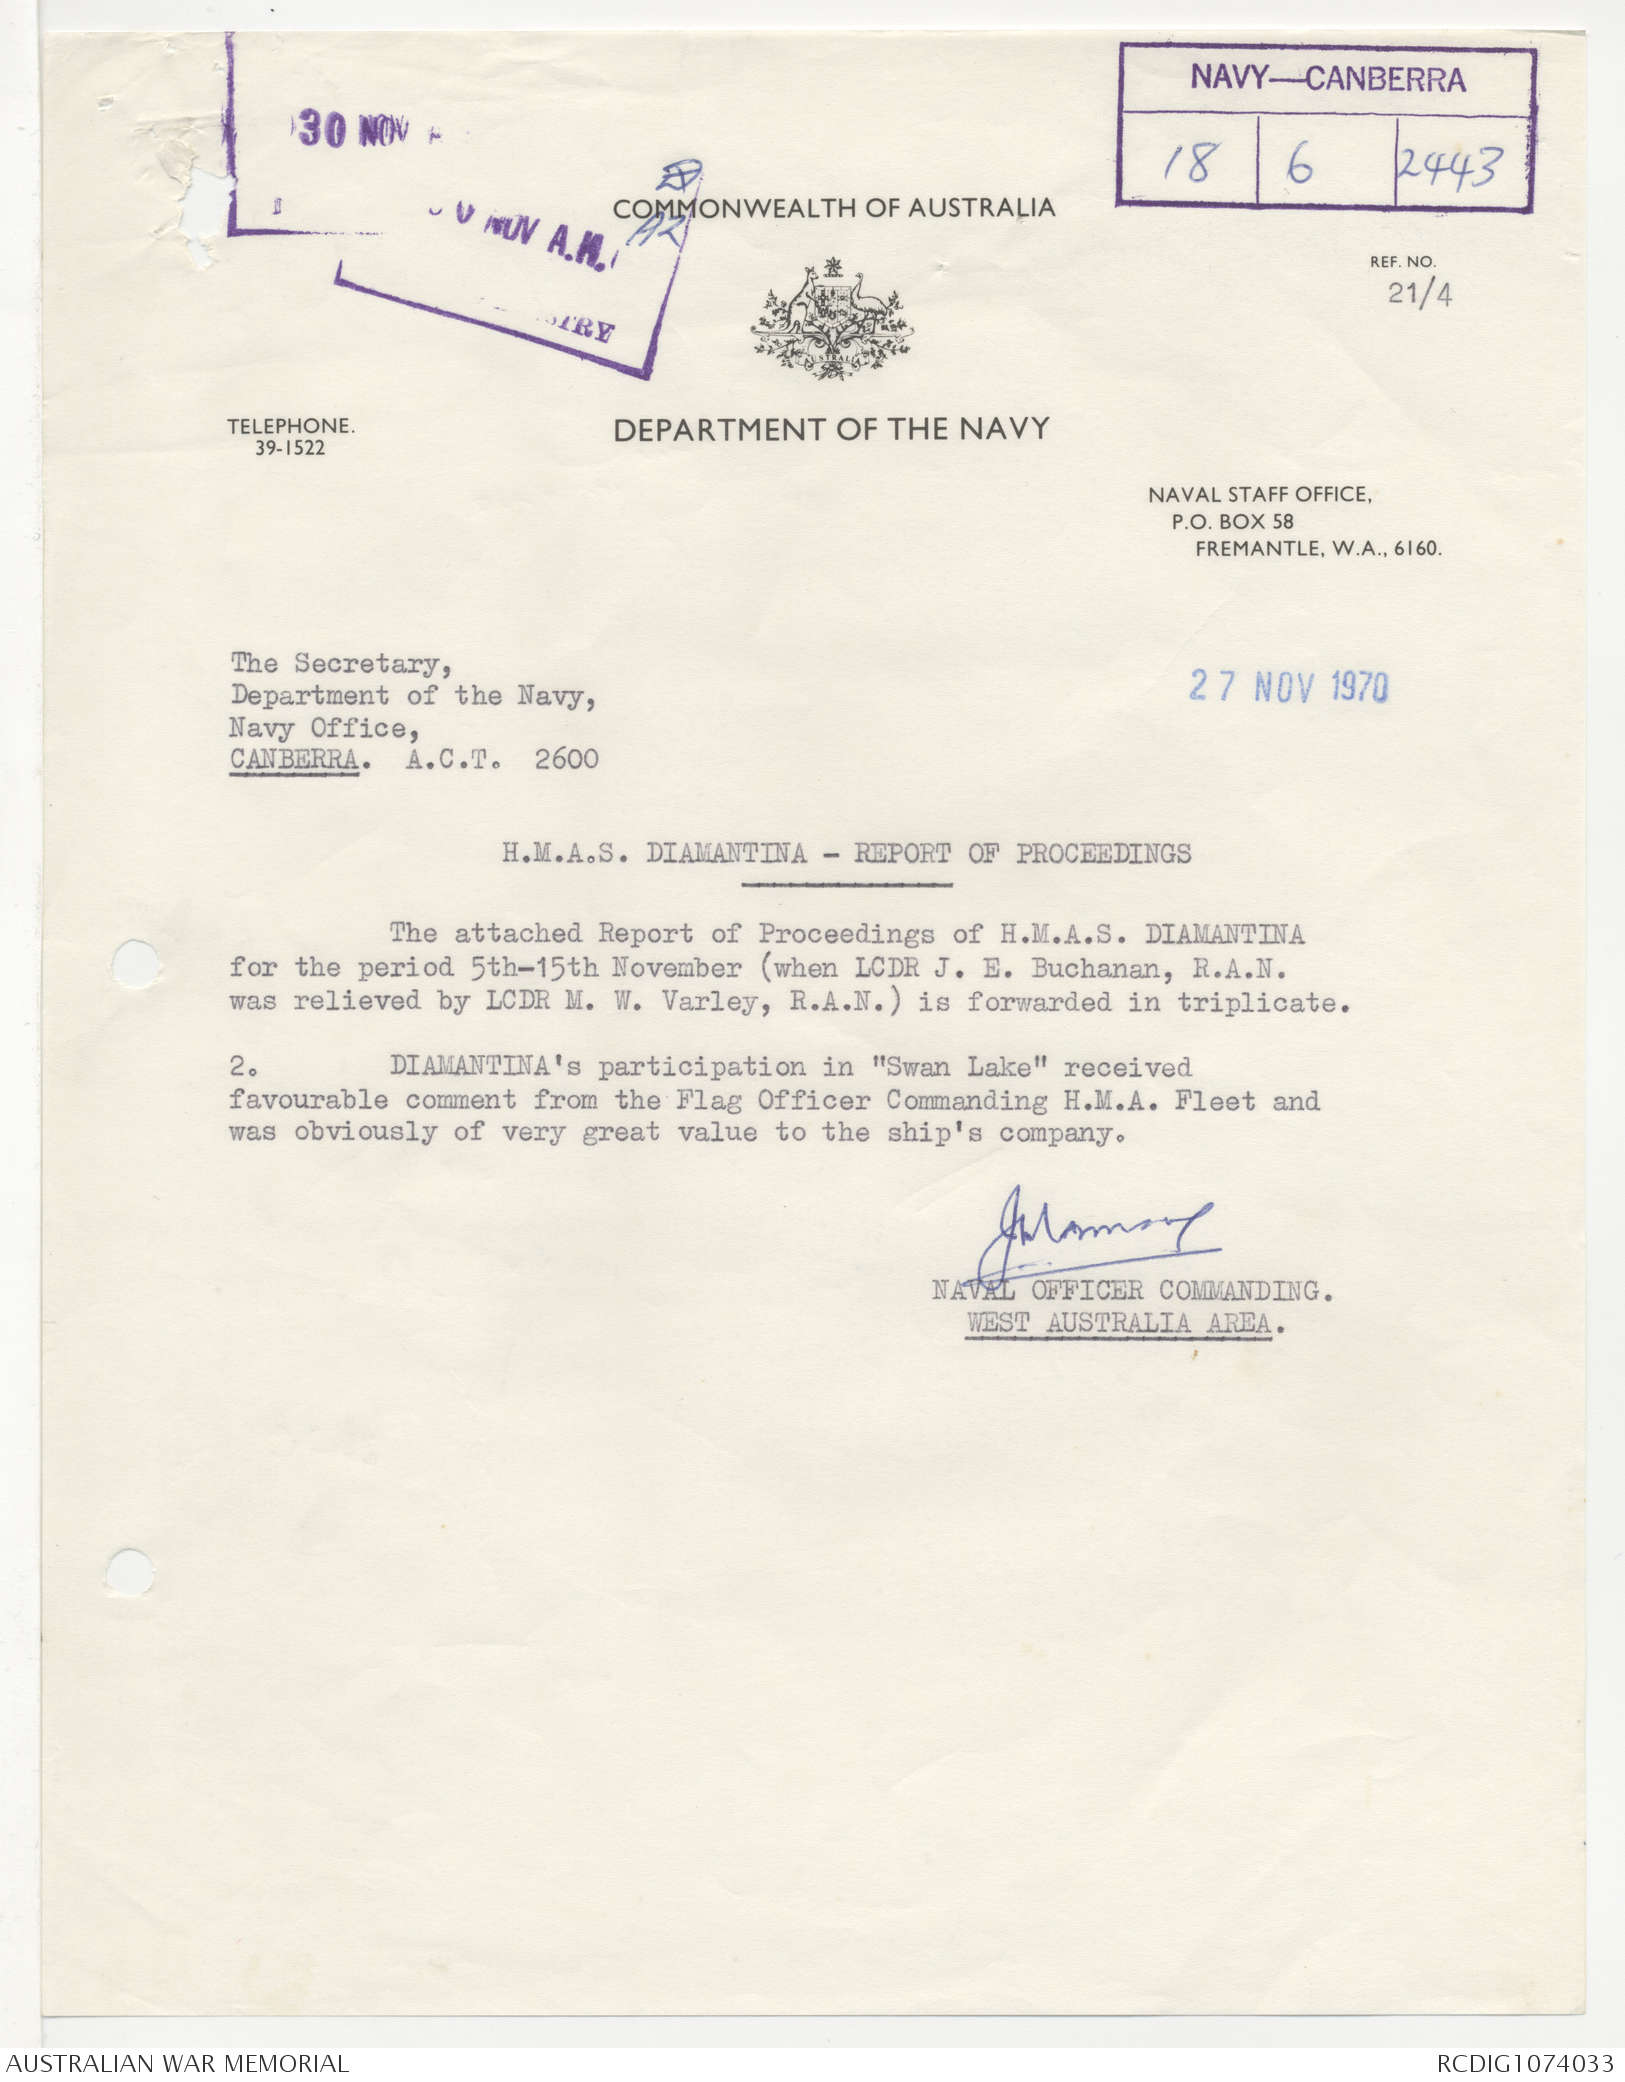 NAVY—CANBERRA
18 6 2443
30 NOV
NOV A.M.
COMMONWEALTH OF AUSTRALIA
REF. NO.
21/4
AUSTRALIA
TELEPHONE.
39-1522
DEPARTMENT OF THE NAVY
NAVAL STAFF OFFICE,
P.O. BOX 58
FREMANTLE, W.A., 6160.
The Secretary,
Department of the Navy,
Navy Office,
CANBERRA. A.C.T. 2600
27 NOV 1970
H.M.A.S. DIAMANTINA - REPORT OF PROCEEDINGS
The attached Report of Proceedings of H.M.A.S. DIAMANTINA
for the period 5th-15th November (when LCDR J. E. Buchanan, R.A.N.
was relieved by LCDR M. W. Varley, R.A.N.) is forwarded in triplicate.
2. DIAMANTINA's participation in "Swan Lake" received
favourable comment from the Flag Officer Commanding H.M.A. Fleet and
was obviously of very great value to the ship's company.
NAVAL OFFICER COMMANDING.
WEST AUSTRALIA AREA.
AUSTRALIAN WAR MEMORIAL
RCDIG1074033